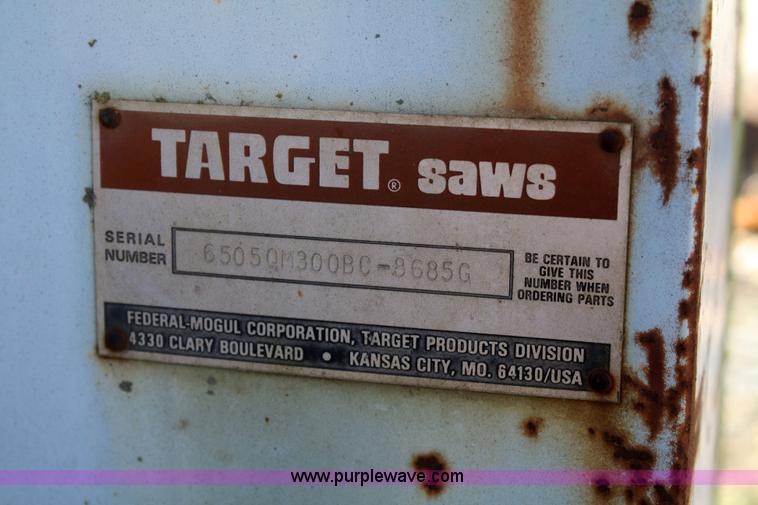 TARGET® saws
SERIAL NUMBER
65050M300BC-8685G
BE CERTAIN TO
GIVE THIS
NUMBER WHEN
ORDERING PARTS
FEDERAL-MOGUL CORPORATION, TARGET PRODUCTS DIVISION
4330 CLARY BOULEVARD • KANSAS CITY, MO. 64130/USA
www.purplewave.com